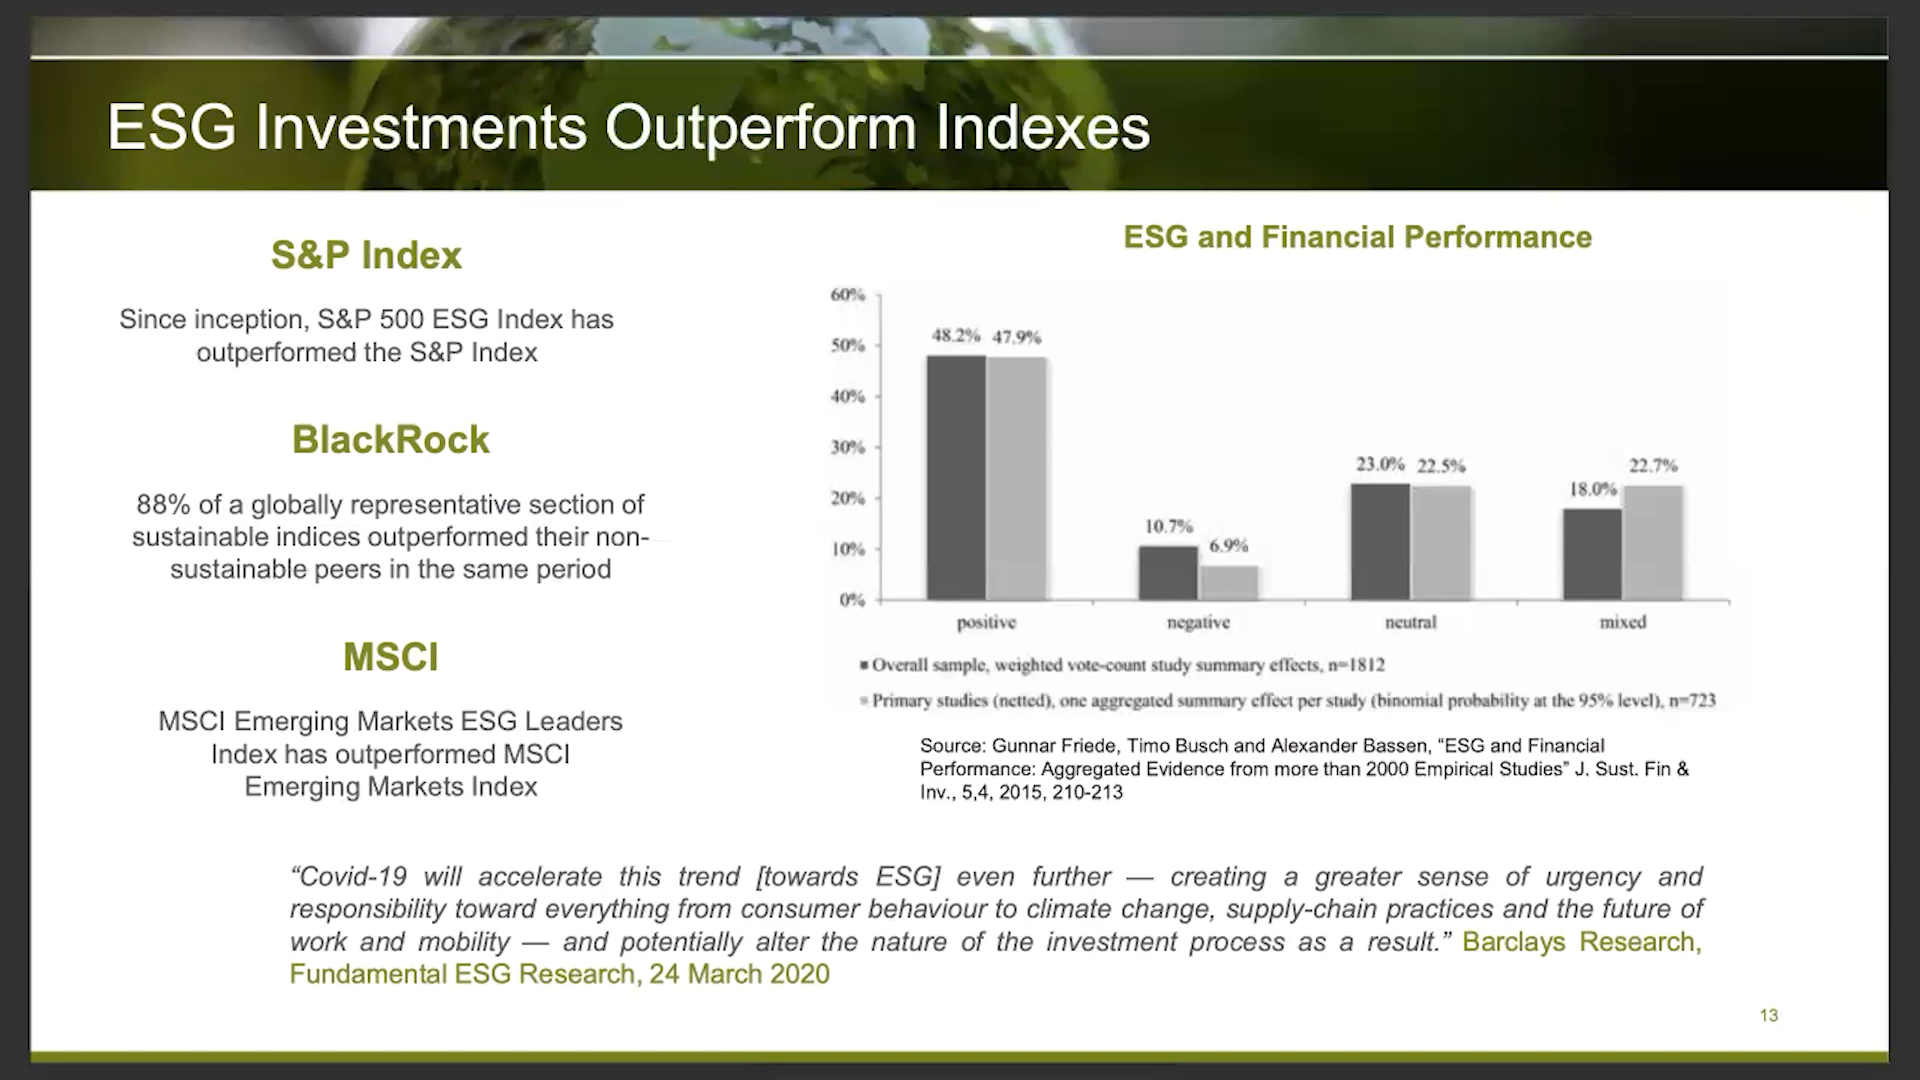 ESG Investments Outperform Indexes
S&P Index
Since inception, S&P 500 ESG Index has
outperformed the S&P Index
BlackRock
88% of a globally representative section of
sustainable indices outperformed their non-
sustainable peers in the same period
MSCI
MSCI Emerging Markets ESG Leaders
Index has outperformed MSCI
Emerging Markets Index
ESG and Financial Performance
60%
50%
40%
30%
20%
10%
0%
48.2% 47.9%
10.7% 6.9%
23.0% 22.5%
18.0% 22.7%
positive negative neutral mixed
Overall sample, weighted vote-count study summary effects, n=1812
Primary studies (netted), one aggregated summary effect per study (binomial probability at the 95% level), n=723
Source: Gunnar Friede, Timo Busch and Alexander Bassen, “ESG and Financial
Performance: Aggregated Evidence from more than 2000 Empirical Studies” J. Sust. Fin &
Inv., 5,4, 2015, 210-213
“Covid-19 will accelerate this trend [towards ESG] even further — creating a greater sense of urgency and
responsibility toward everything from consumer behaviour to climate change, supply-chain practices and the future of
work and mobility — and potentially alter the nature of the investment process as a result.” Barclays Research,
Fundamental ESG Research, 24 March 2020
13